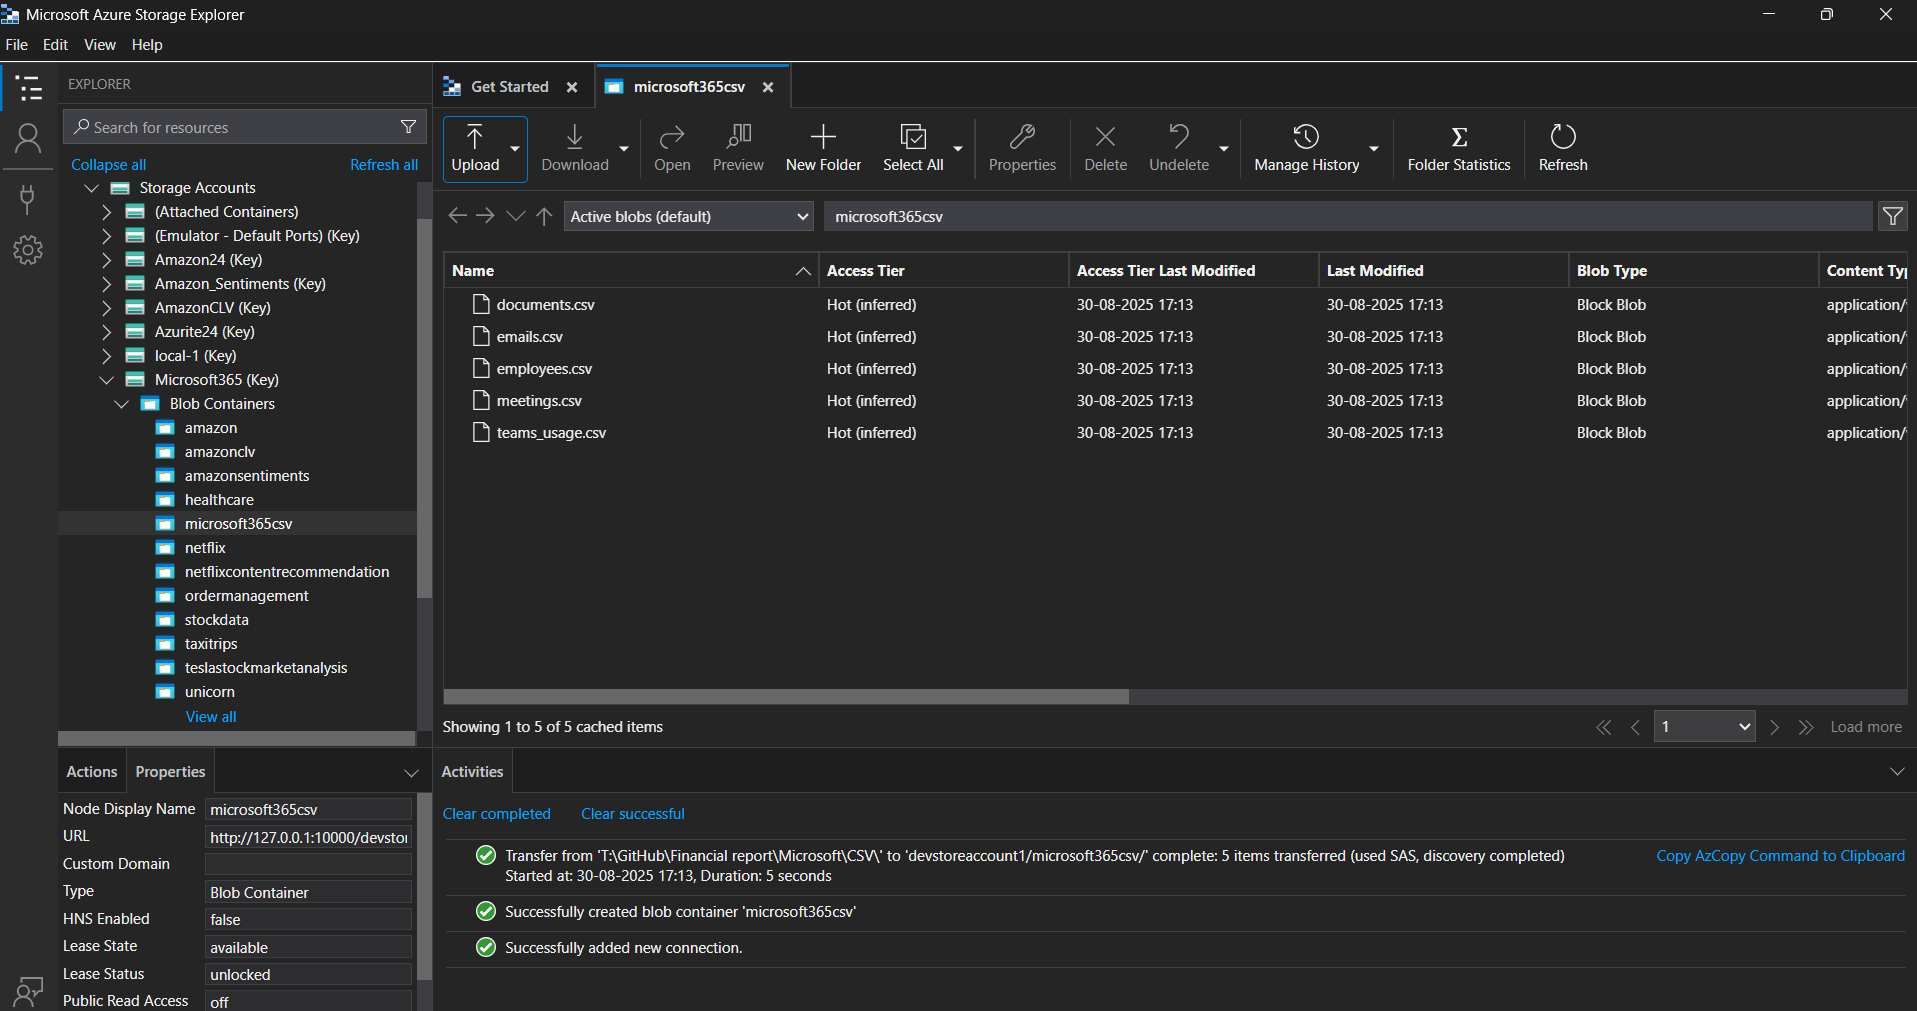 Microsoft Azure Storage Explorer
File Edit View Help
EXPLORER
Search for resources
Collapse all Refresh all
Storage Accounts
(Attached Containers)
(Emulator - Default Ports) (Key)
Amazon24 (Key)
Amazon_Sentiments (Key)
AmazonCLV (Key)
Azurite24 (Key)
local-1 (Key)
Microsoft365 (Key)
Blob Containers
amazon
amazonclv
amazonsentiments
healthcare
microsoft365csv
netflix
netflixcontentrecommendation
ordermanagement
stockdata
taxitrips
teslastockmarketanalysis
unicorn
View all
Actions Properties
Node Display Name microsoft365csv
URL http://127.0.0.1:10000/devstor
Custom Domain
Type Blob Container
HNS Enabled false
Lease State available
Lease Status unlocked
Public Read Access off
Get Started microsoft365csv
Upload Download Open Preview New Folder Select All Properties Delete Undelete Manage History Folder Statistics Refresh
Active blobs (default) microsoft365csv
Name Access Tier Access Tier Last Modified Last Modified Blob Type Content Typ
documents.csv Hot (inferred) 30-08-2025 17:13 30-08-2025 17:13 Block Blob application/
emails.csv Hot (inferred) 30-08-2025 17:13 30-08-2025 17:13 Block Blob application/
employees.csv Hot (inferred) 30-08-2025 17:13 30-08-2025 17:13 Block Blob application/
meetings.csv Hot (inferred) 30-08-2025 17:13 30-08-2025 17:13 Block Blob application/
teams_usage.csv Hot (inferred) 30-08-2025 17:13 30-08-2025 17:13 Block Blob application/
Showing 1 to 5 of 5 cached items 1 Load more
Activities
Clear completed Clear successful
Transfer from 'T:\GitHub\Financial report\Microsoft\CSV\' to 'devstoreaccount1/microsoft365csv/' complete: 5 items transferred (used SAS, discovery completed) Copy AzCopy Command to Clipboard
Started at: 30-08-2025 17:13, Duration: 5 seconds
Successfully created blob container 'microsoft365csv'
Successfully added new connection.